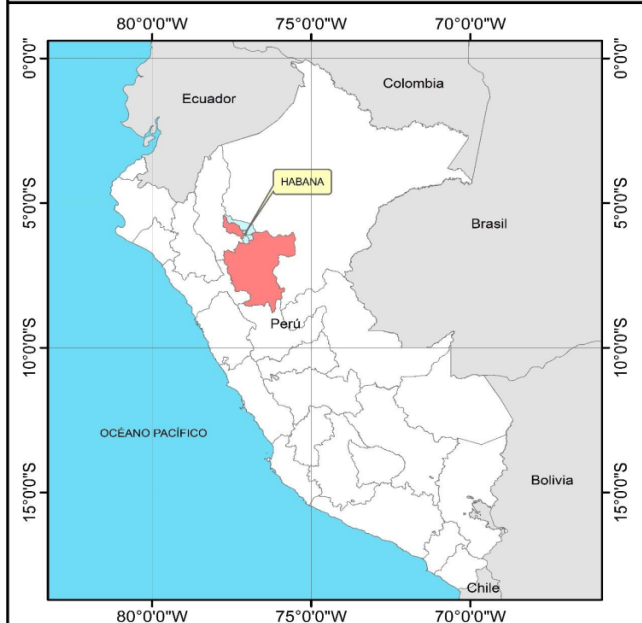 80°0'0"W 75°0'0"W 70°0'0"W
0°0'0" 0°0'0"
Colombia
Ecuador
HABANA
5°0'0"S 5°0'0"S
Brasil
Perú
10°0'0"S 10°0'0"S
OCÉANO PACÍFICO
Bolivia
15°0'0"S 15°0'0"S
Chile
80°0'0"W 75°0'0"W 70°0'0"W